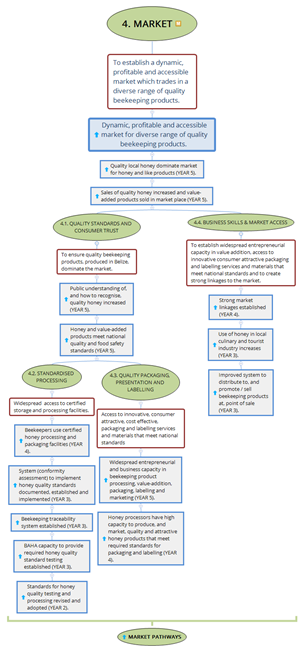 4. MARKET
To establish a dynamic,
profitable and accessible
market which trades in a
diverse range of quality
beekeeping products.
Dynamic, profitable and accessible
market for diverse range of quality
beekeeping products.
Quality local honey dominate market
for honey and like products (YEAR 5).
Sales of quality honey increased and value-
added products sold in market place (YEAR 5).
4.1. QUALITY STANDARDS AND
CONSUMER TRUST
To ensure quality beekeeping
products, produced in Belize,
dominate the market.
Public understanding of,
and how to recognise,
quality honey increased
(YEAR 5).
Honey and value-added
products meet national
quality and food safety
standards (YEAR 5).
4.4. BUSINESS SKILLS & MARKET ACCESS
To establish widespread entrepreneurial
capacity in value addition, access to
innovative consumer attractive packaging
and labelling services and materials that
meet national standards and to create
strong linkages to the market.
Strong market
linkages established
(YEAR 4).
Use of honey in local
culinary and tourist
industry increases
(YEAR 3).
Improved system to
distribute to, and
promote / sell
beekeeping products
at, point of sale
(YEAR 3).
4.2. STANDARDISED
PROCESSING
Widespread access to certified
storage and processing facilities.
Beekeepers use certified
honey processing and
packaging facilities (YEAR
4).
System (conformity
assessment) to implement
honey quality standards
documented, established and
implemented (YEAR 3).
Beekeeping traceability
system established (YEAR 3).
BAHA capacity to provide
required honey quality
standard testing
established (YEAR 3).
Standards for honey
quality testing and
processing revised and
adopted (YEAR 2).
4.3. QUALITY PACKAGING,
PRESENTATION AND
LABELLING
Access to innovative, consumer
attractive, cost effective,
packaging and labelling services
and materials that meet national
standards
Widespread entrepreneurial
and business capacity in
beekeeping product
processing, value-addition,
packaging, labelling and
marketing (YEAR 5).
Honey processors have high
capacity to produce, and
market, quality and attractive
honey products that meet
required standards for
packaging and labelling (YEAR
4).
MARKET PATHWAYS